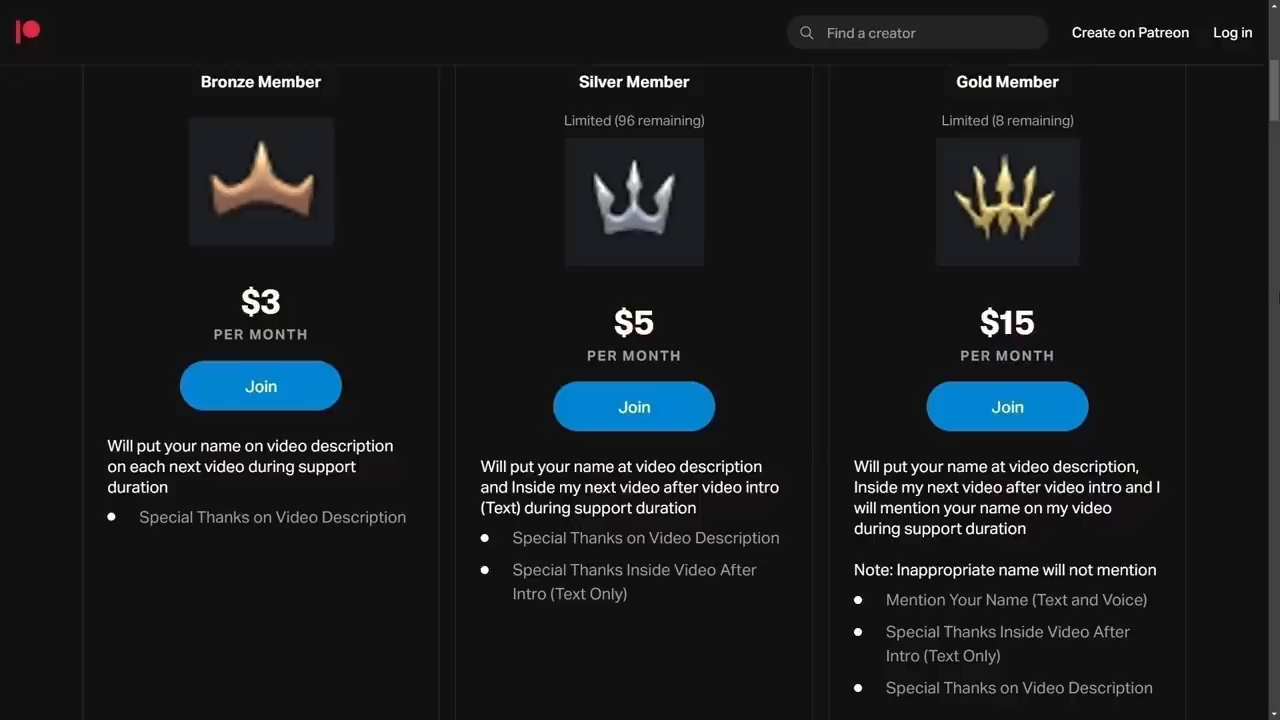 Find a creator
Create on Patreon
Log in
Bronze Member
$3
PER MONTH
Join
Will put your name on video description
on each next video during support
duration
Special Thanks on Video Description
Silver Member
Limited (96 remaining)
$5
PER MONTH
Join
Will put your name at video description
and Inside my next video after video intro
(Text) during support duration
Special Thanks on Video Description
Special Thanks Inside Video After
Intro (Text Only)
Gold Member
Limited (8 remaining)
$15
PER MONTH
Join
Will put your name at video description,
Inside my next video after video intro and I
will mention your name on my video
during support duration
Note: Inappropriate name will not mention
Mention Your Name (Text and Voice)
Special Thanks Inside Video After
Intro (Text Only)
Special Thanks on Video Description